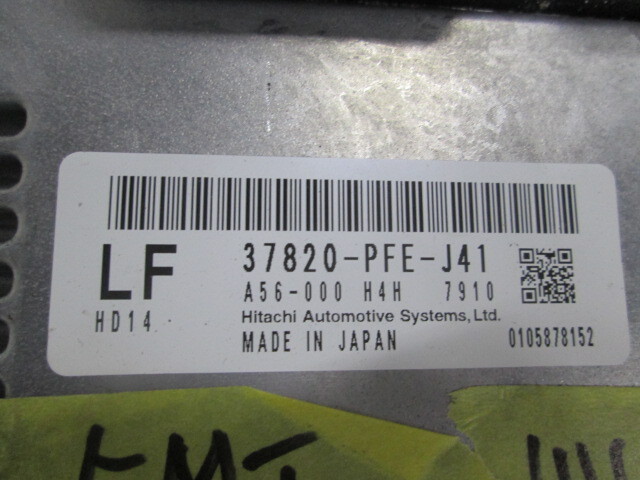 LF 37820-PFE-J41
A56-000 H4H 7910
HD14 Hitachi Automotive Systems, Ltd.
MADE IN JAPAN 0105878152